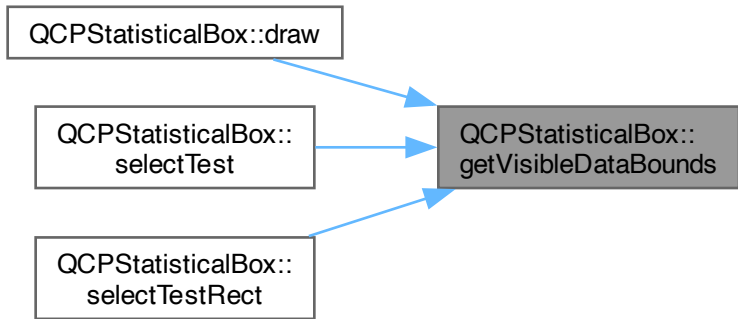 QCPStatisticalBox::draw
QCPStatisticalBox::
selectTest
QCPStatisticalBox::
selectTestRect
QCPStatisticalBox::
getVisibleDataBounds